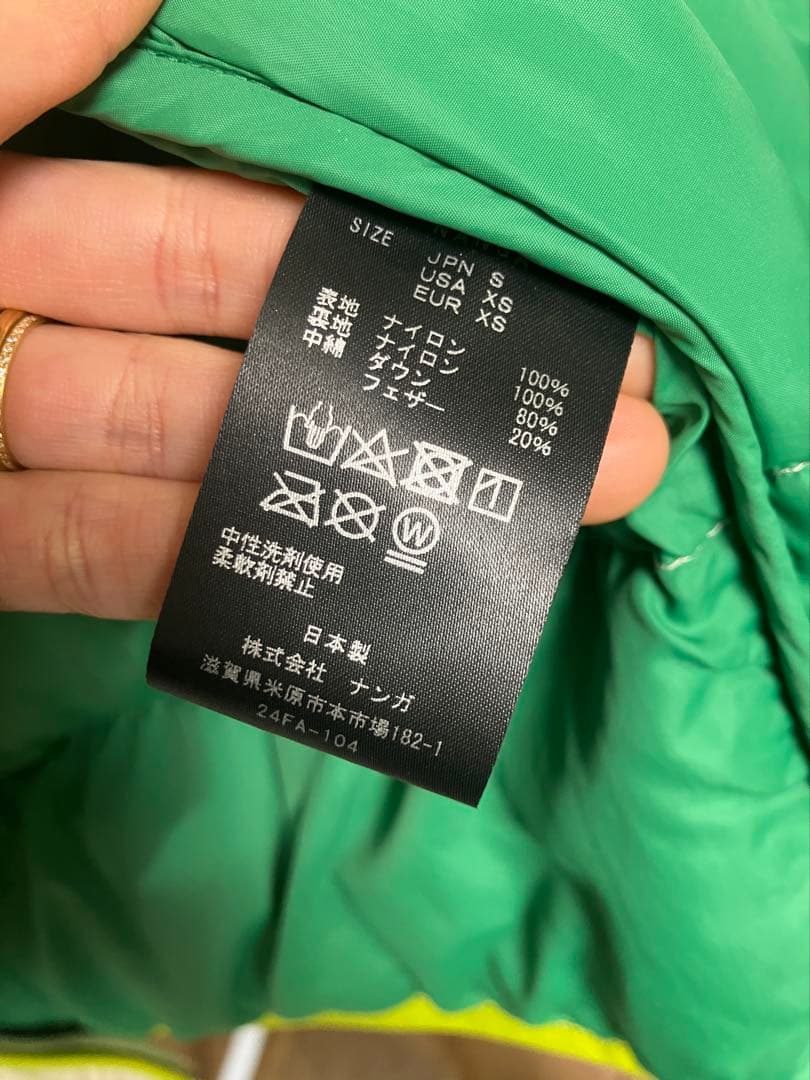 NANGA
SIZE JPN S
USA XS
EUR XS
表地 ナイロン 100%
裏地 ナイロン 100%
中綿 ダウン 80%
フェザー 20%
W
中性洗剤使用
柔軟剤禁止
日本製
株式会社 ナンガ
滋賀県米原市本市場182-1
24FA-104